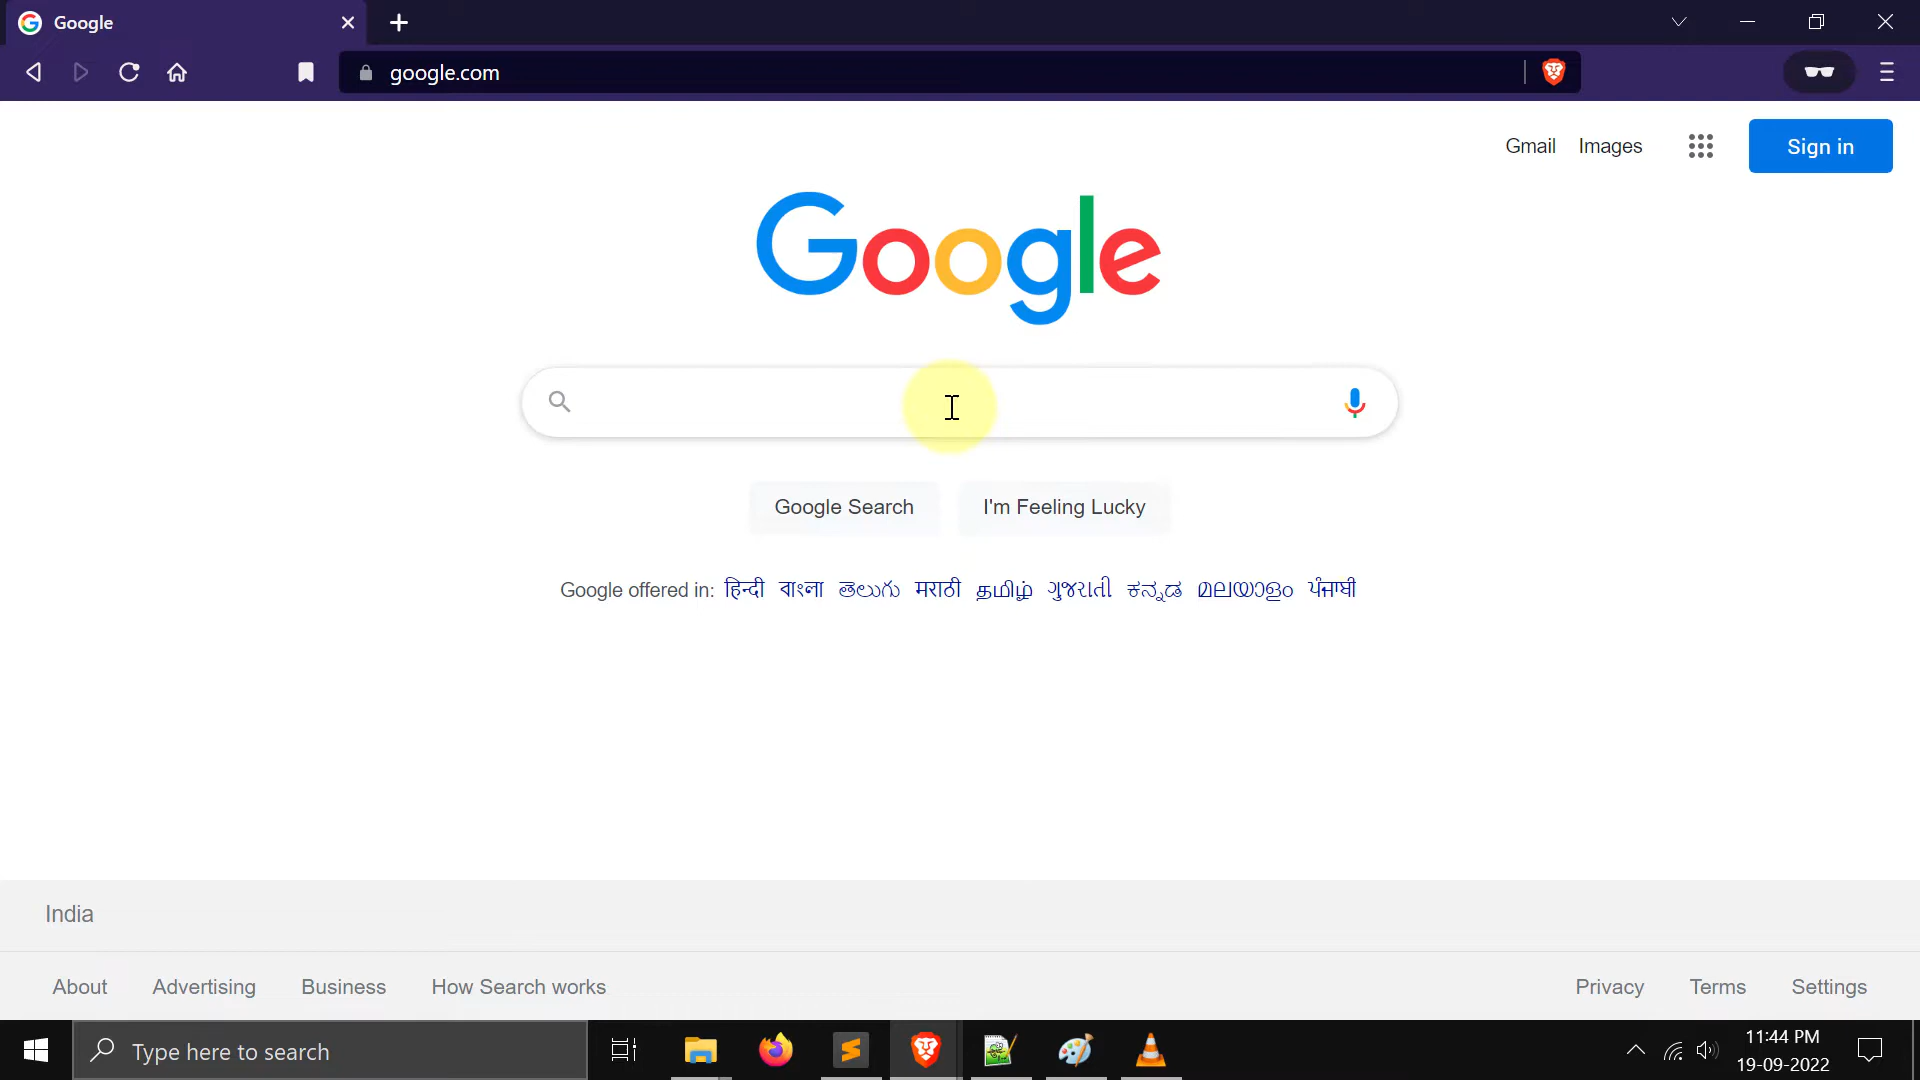 Google
google.com
Gmail Images Sign in
Google
Google Search I'm Feeling Lucky
Google offered in: हिन्दी বাংলা తెలుగు मराठी தமிழ் ગુજરાતી ಕನ್ನಡ മലയാളം ਪੰਜਾਬੀ
India
About Advertising Business How Search works Privacy Terms Settings
Type here to search
11:44 PM
19-09-2022